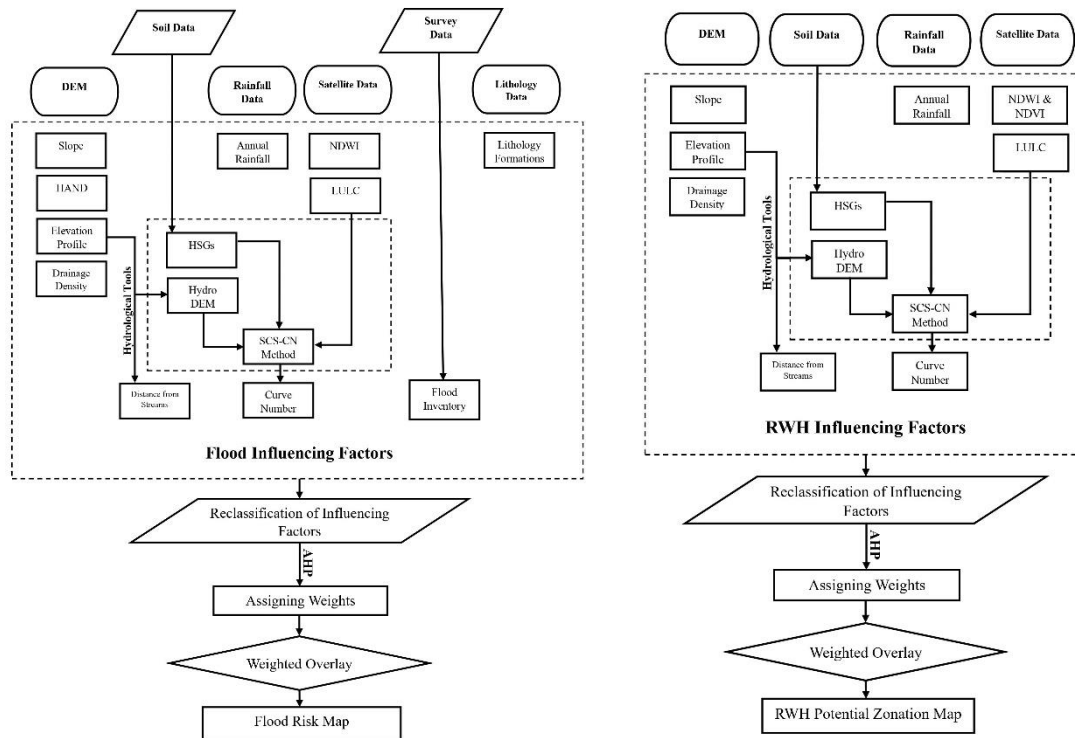 Soil Data
Survey
Data
DEM
Rainfall
Data
Satellite Data
Lithology
Data
Slope
Annual
Rainfall
NDWI
Lithology
Formations
HAND
LULC
Elevation
Profile
HSGs
Drainage
Density
Hydrological Tools
Hydro
DEM
SCS-CN
Method
Distance from
Streams
Curve
Number
Flood
Inventory
Flood Influencing Factors
Reclassification of Influencing
Factors
AHP
Assigning Weights
Weighted Overlay
Flood Risk Map
DEM
Soil Data
Rainfall
Data
Satellite Data
Slope
Annual
Rainfall
NDWI &
NDVI
Elevation
Profile
LULC
Drainage
Density
HSGs
Hydrological Tools
Hydro
DEM
SCS-CN
Method
Distance from
Streams
Curve
Number
RWH Influencing Factors
Reclassification of Influencing
Factors
AHP
Assigning Weights
Weighted Overlay
RWH Potential Zonation Map